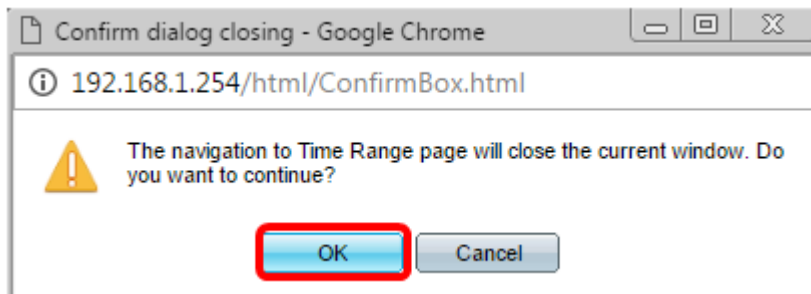 Confirm dialog closing - Google Chrome
192.168.1.254/html/ConfirmBox.html
The navigation to Time Range page will close the current window. Do
you want to continue?
OK Cancel